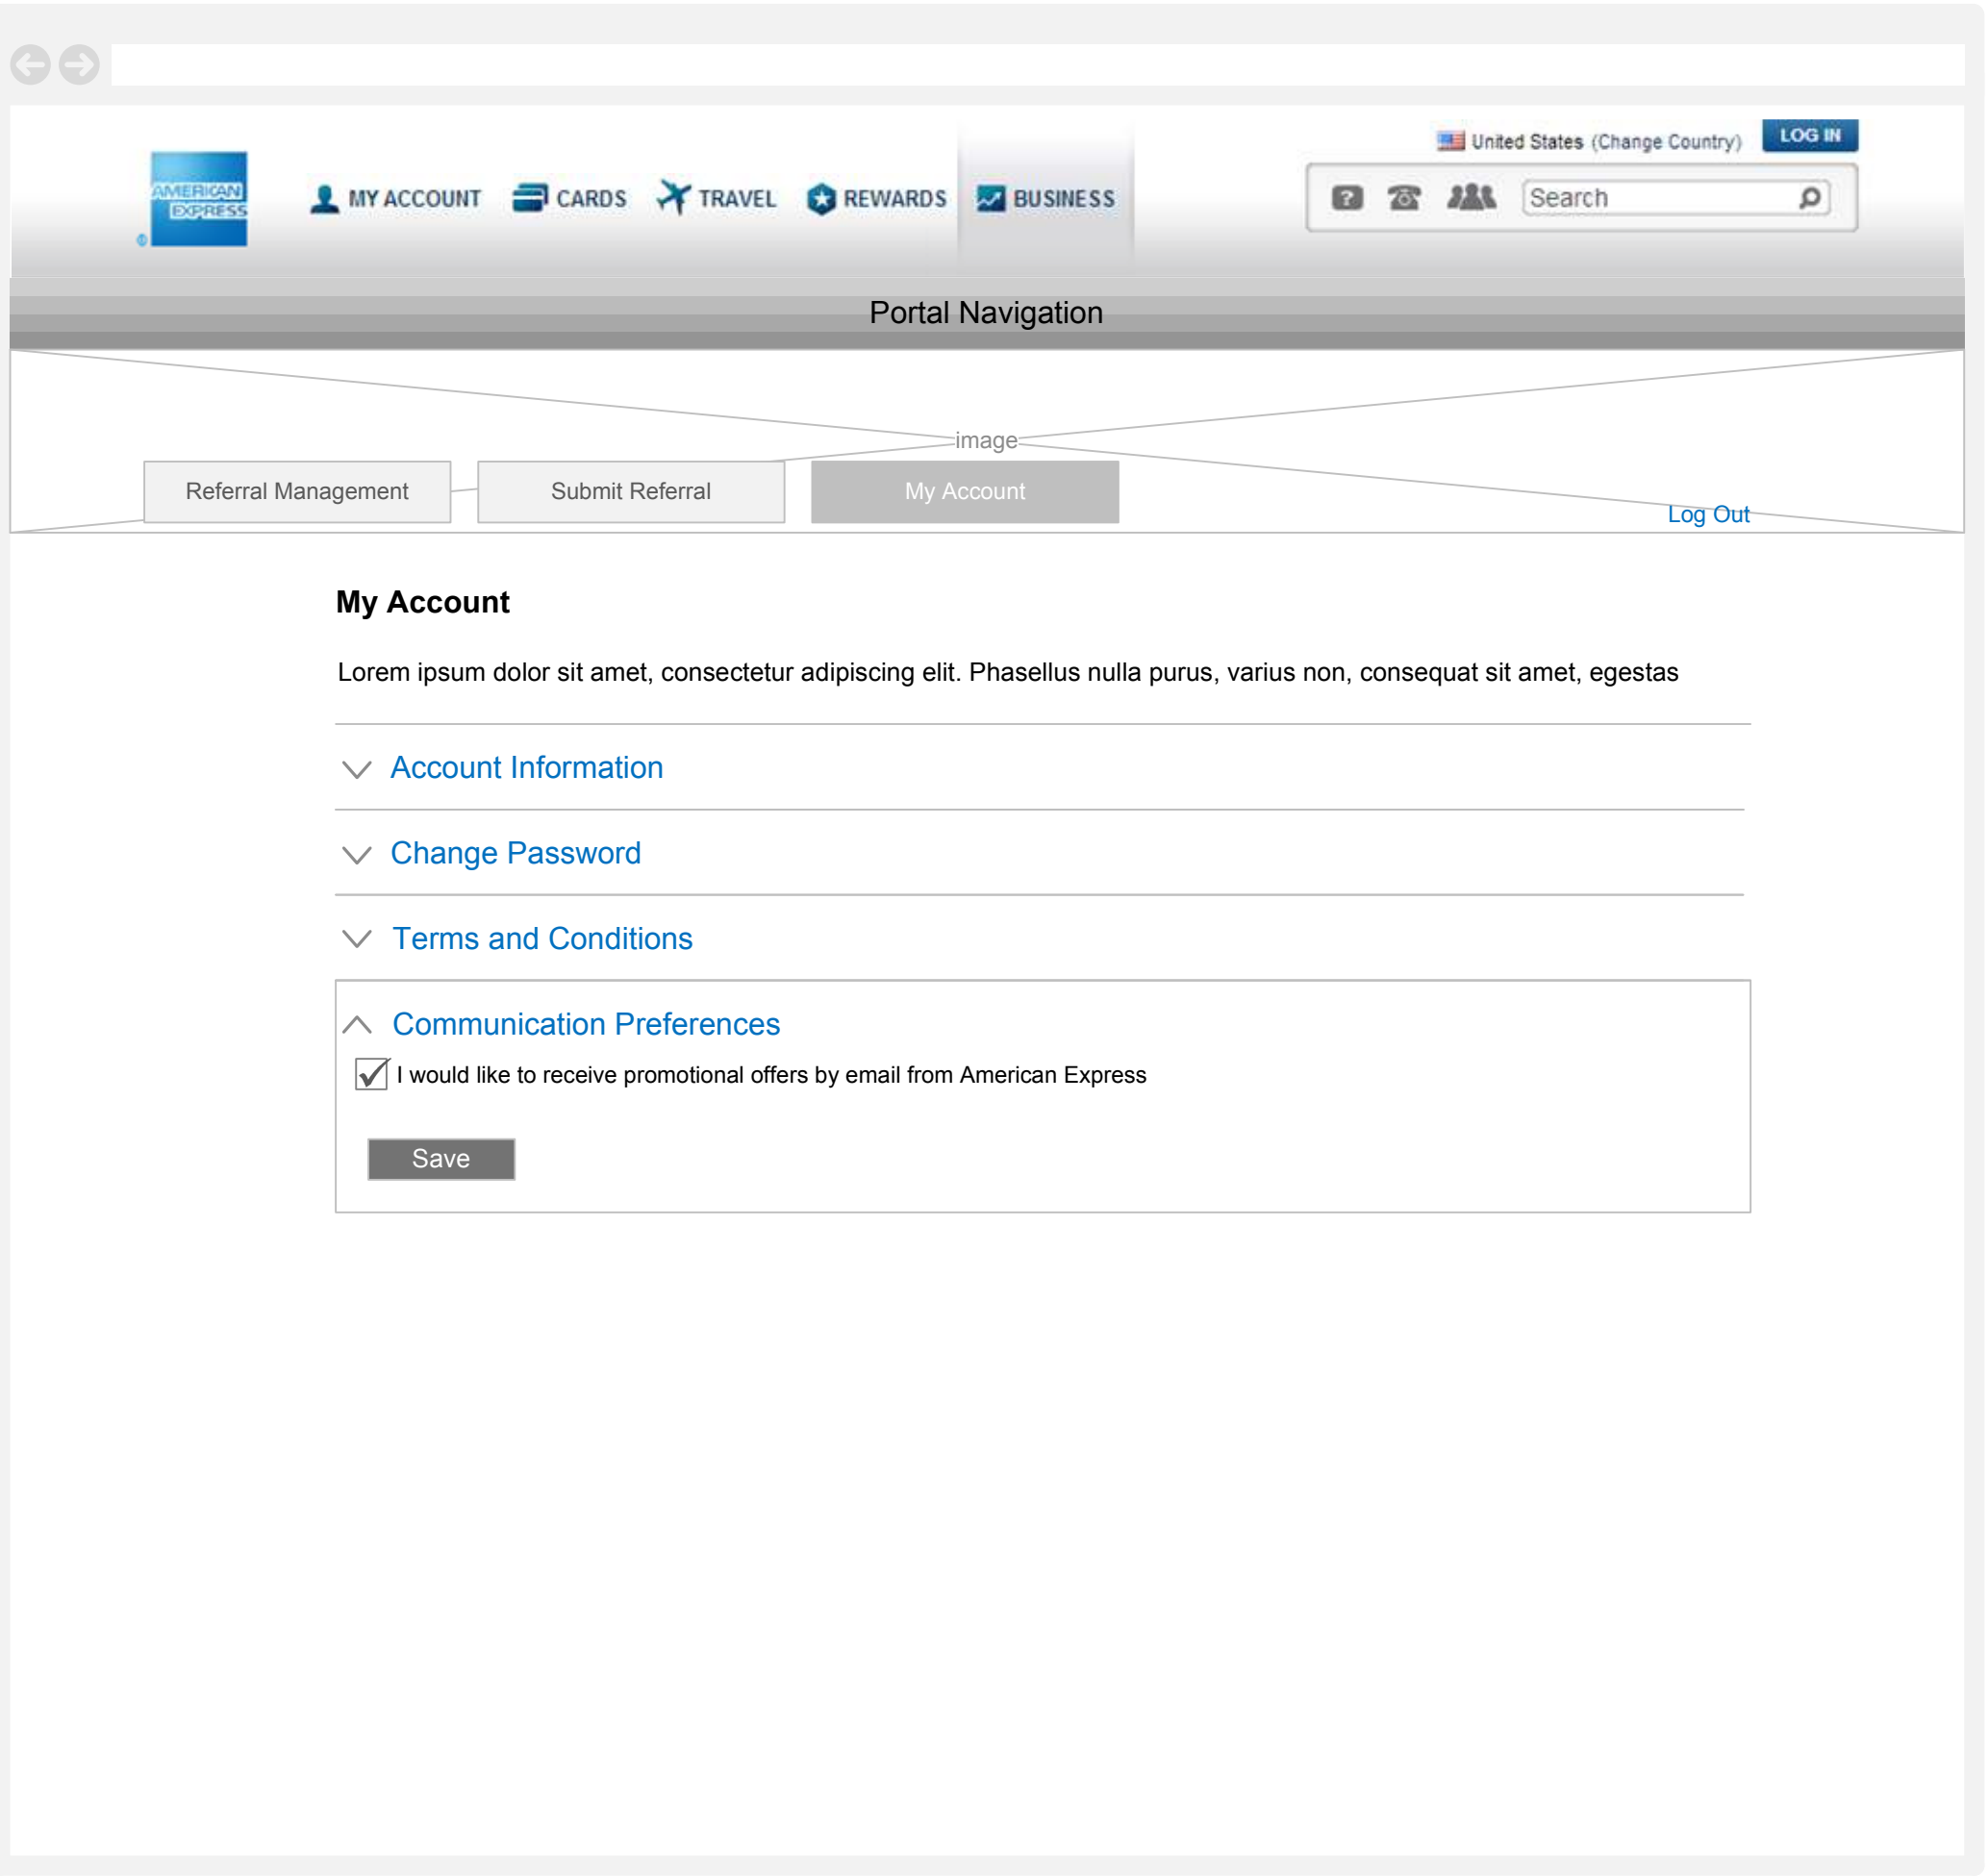 United States (Change Country) LOG IN
AMERICAN EXPRESS ®
MY ACCOUNT CARDS TRAVEL REWARDS BUSINESS
? Search
Portal Navigation
image
Referral Management Submit Referral My Account
Log Out
My Account
Lorem ipsum dolor sit amet, consectetur adipiscing elit. Phasellus nulla purus, varius non, consequat sit amet, egestas
Account Information
Change Password
Terms and Conditions
Communication Preferences
I would like to receive promotional offers by email from American Express
Save